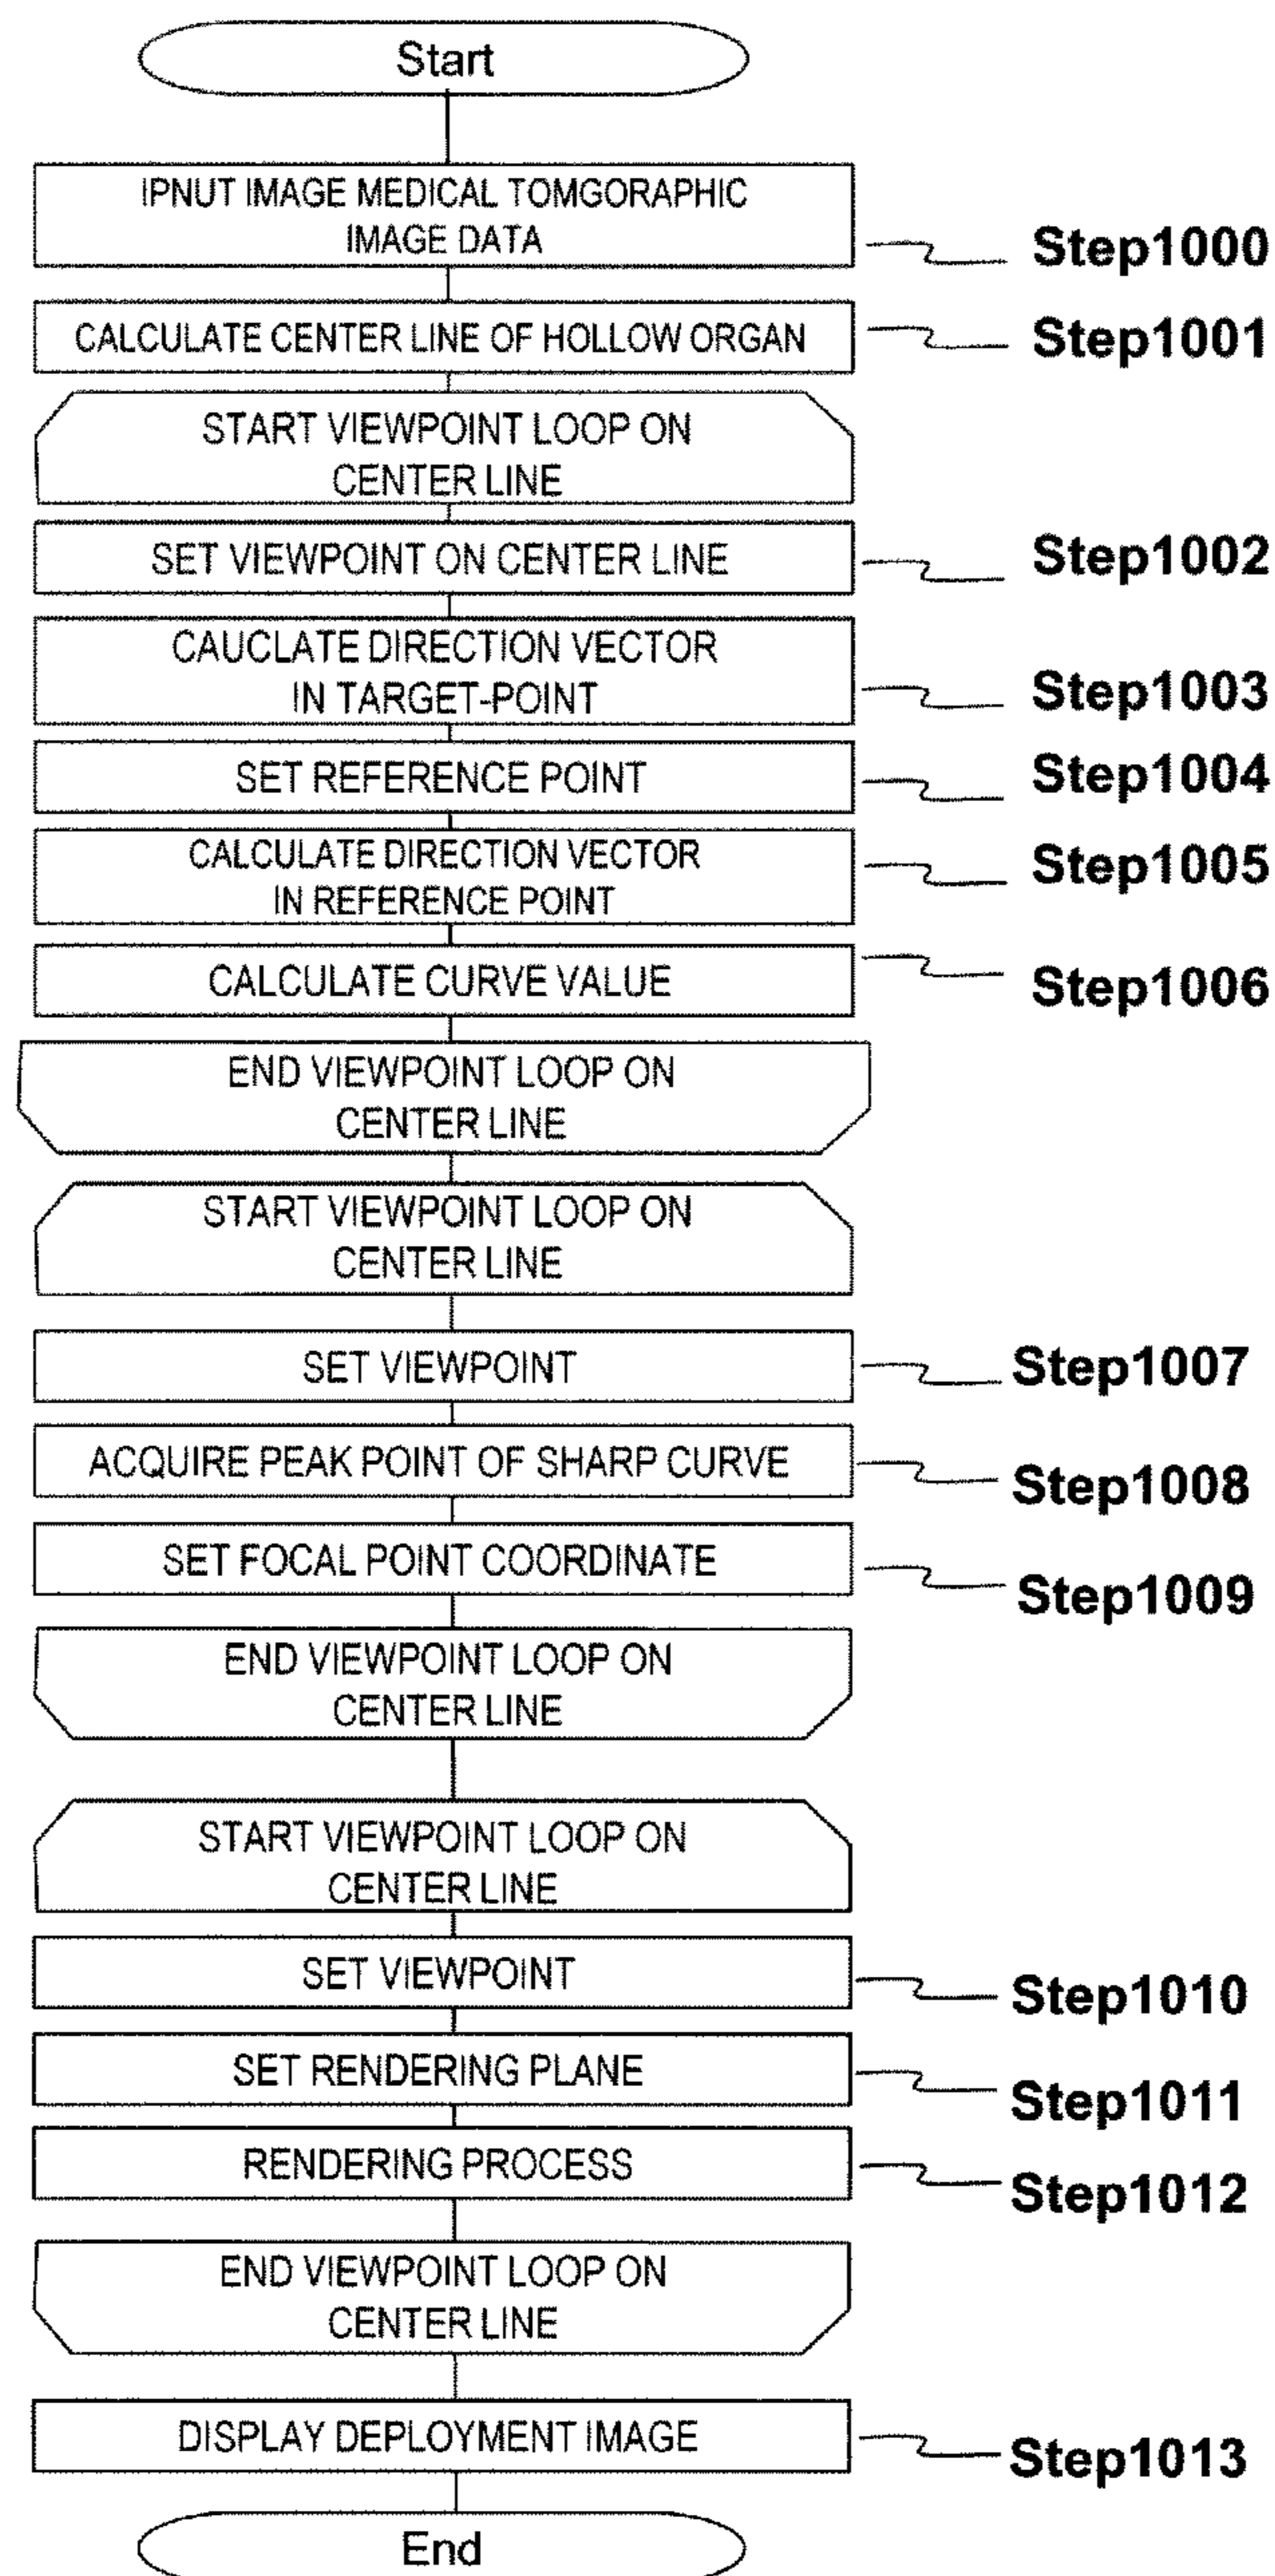 Start
IPNUT IMAGE MEDICAL TOMGORAPHIC
IMAGE DATA
Step1000
CALCULATE CENTER LINE OF HOLLOW ORGAN
Step1001
START VIEWPOINT LOOP ON
CENTER LINE
SET VIEWPOINT ON CENTER LINE
Step1002
CAUCLATE DIRECTION VECTOR
IN TARGET-POINT
Step1003
SET REFERENCE POINT
Step1004
CALCULATE DIRECTION VECTOR
IN REFERENCE POINT
Step1005
CALCULATE CURVE VALUE
Step1006
END VIEWPOINT LOOP ON
CENTER LINE
START VIEWPOINT LOOP ON
CENTER LINE
SET VIEWPOINT
Step1007
ACQUIRE PEAK POINT OF SHARP CURVE
Step1008
SET FOCAL POINT COORDINATE
Step1009
END VIEWPOINT LOOP ON
CENTER LINE
START VIEWPOINT LOOP ON
CENTER LINE
SET VIEWPOINT
Step1010
SET RENDERING PLANE
Step1011
RENDERING PROCESS
Step1012
END VIEWPOINT LOOP ON
CENTER LINE
DISPLAY DEPLOYMENT IMAGE
Step1013
End